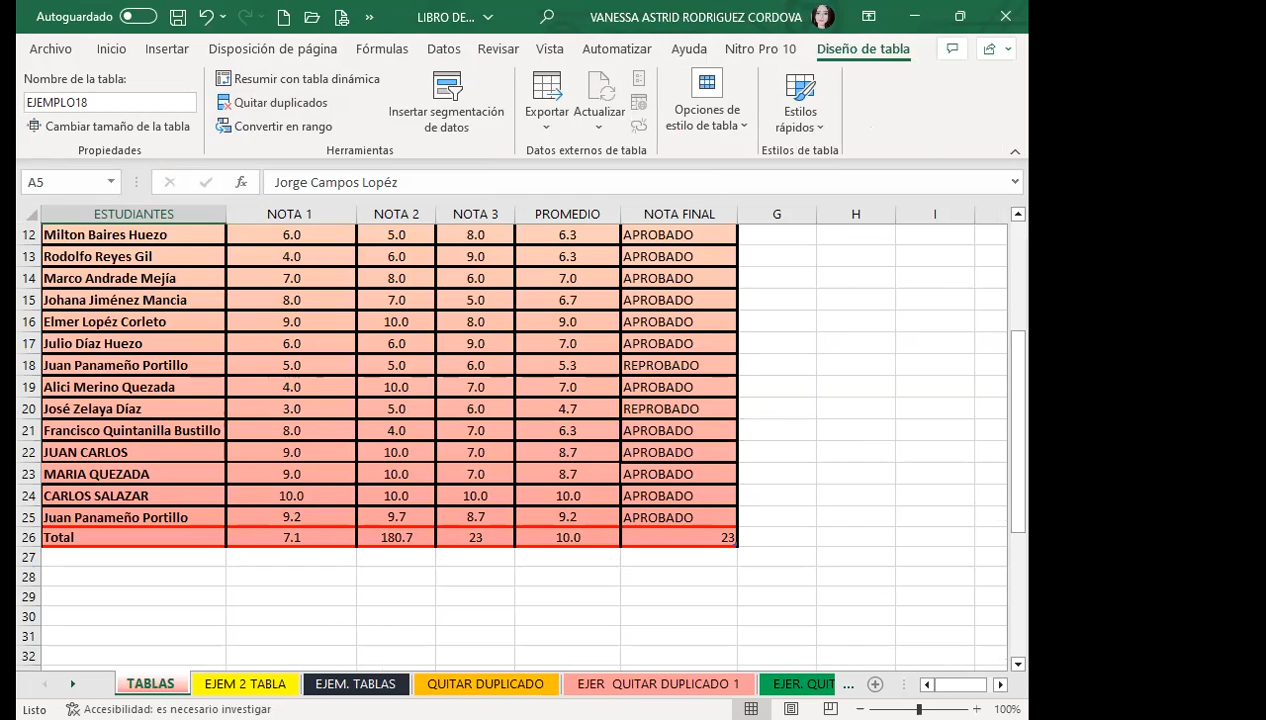 Autoguardado LIBRO DE... VANESSA ASTRID RODRIGUEZ CORDOVA
Archivo Inicio Insertar Disposición de página Fórmulas Datos Revisar Vista Automatizar Ayuda Nitro Pro 10 Diseño de tabla
Nombre de la tabla:
EJEMPLO18
Cambiar tamaño de la tabla
Propiedades
Resumir con tabla dinámica
Quitar duplicados
Convertir en rango
Insertar segmentación
de datos
Herramientas
Exportar Actualizar
Datos externos de tabla
Opciones de
estilo de tabla
Estilos
rápidos
Estilos de tabla
A5 fx Jorge Campos Lopéz
ESTUDIANTES NOTA 1 NOTA 2 NOTA 3 PROMEDIO NOTA FINAL G H I
12 Milton Baires Huezo 6.0 5.0 8.0 6.3 APROBADO
13 Rodolfo Reyes Gil 4.0 6.0 9.0 6.3 APROBADO
14 Marco Andrade Mejía 7.0 8.0 6.0 7.0 APROBADO
15 Johana Jiménez Mancia 8.0 7.0 5.0 6.7 APROBADO
16 Elmer Lopéz Corleto 9.0 10.0 8.0 9.0 APROBADO
17 Julio Díaz Huezo 6.0 6.0 9.0 7.0 APROBADO
18 Juan Panameño Portillo 5.0 5.0 6.0 5.3 REPROBADO
19 Alici Merino Quezada 4.0 10.0 7.0 7.0 APROBADO
20 José Zelaya Díaz 3.0 5.0 6.0 4.7 REPROBADO
21 Francisco Quintanilla Bustillo 8.0 4.0 7.0 6.3 APROBADO
22 JUAN CARLOS 9.0 10.0 7.0 8.7 APROBADO
23 MARIA QUEZADA 9.0 10.0 7.0 8.7 APROBADO
24 CARLOS SALAZAR 10.0 10.0 10.0 10.0 APROBADO
25 Juan Panameño Portillo 9.2 9.7 8.7 9.2 APROBADO
26 Total 7.1 180.7 23 10.0 23
27
28
29
30
31
32
TABLAS EJEM 2 TABLA EJEM. TABLAS QUITAR DUPLICADO EJER QUITAR DUPLICADO 1 EJER. QUIT ...
Listo Accesibilidad: es necesario investigar 100%